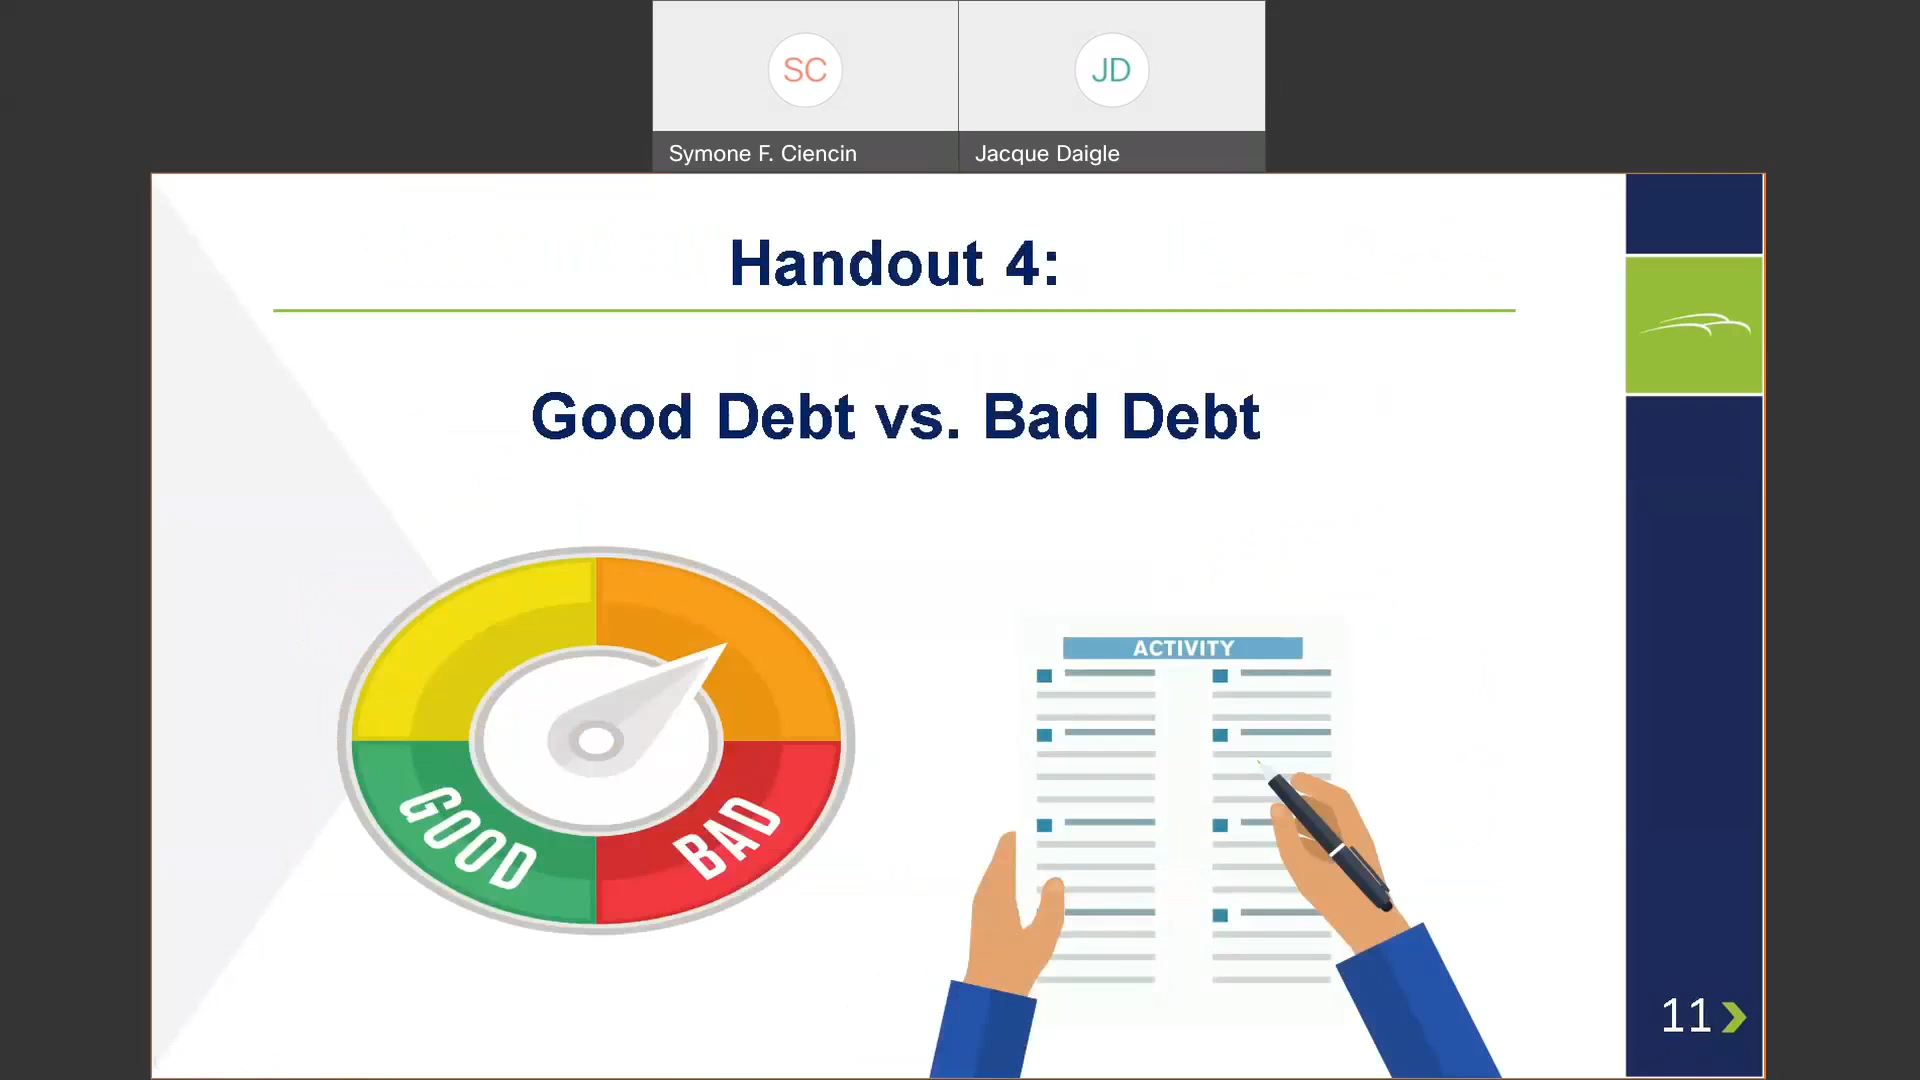 SC
JD
Symone F. Ciencin
Jacque Daigle
Handout 4:
Good Debt vs. Bad Debt
GOOD
BAD
ACTIVITY
11